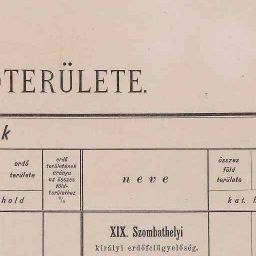 TERÜLETE.
k
erdő
területe
erdő
területének
aránya
az összes
föld-
területhez
%
neve
összes
föld
területe
hold
kat. h
XIX. Szombathelyi
királyi erdőfelügyelőség.